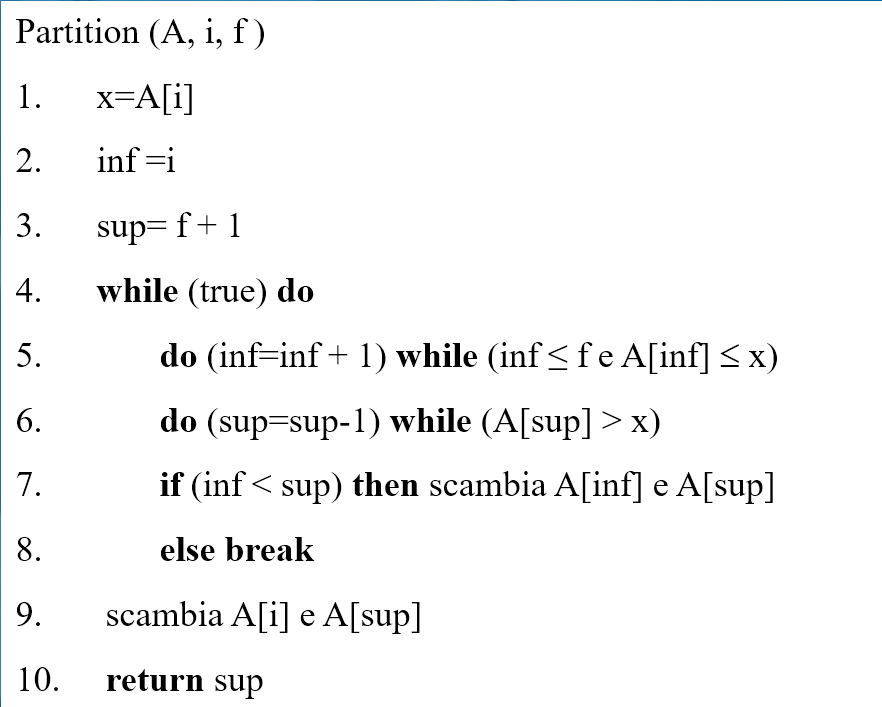 Partition (A, i, f )
1. x=A[i]
2. inf =i
3. sup= f + 1
4. while (true) do
5. do (inf=inf + 1) while (inf ≤ f e A[inf] ≤ x)
6. do (sup=sup-1) while (A[sup] > x)
7. if (inf < sup) then scambia A[inf] e A[sup]
8. else break
9. scambia A[i] e A[sup]
10. return sup